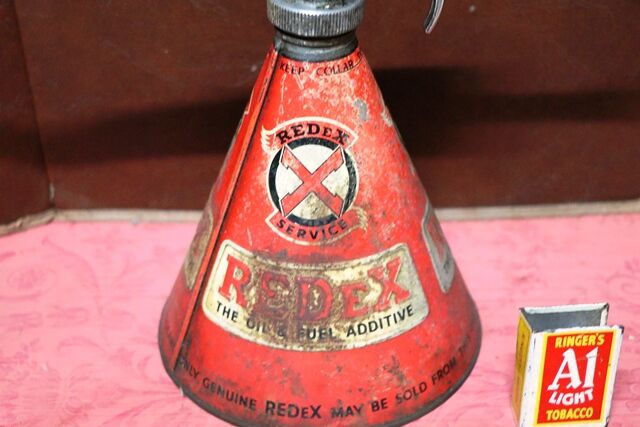 KEEP COLLAR
REDEX
SERVICE
REDEX
THE OIL & FUEL ADDITIVE
ONLY GENUINE REDEX MAY BE SOLD FROM THIS
RINGER'S
A1
LIGHT
TOBACCO